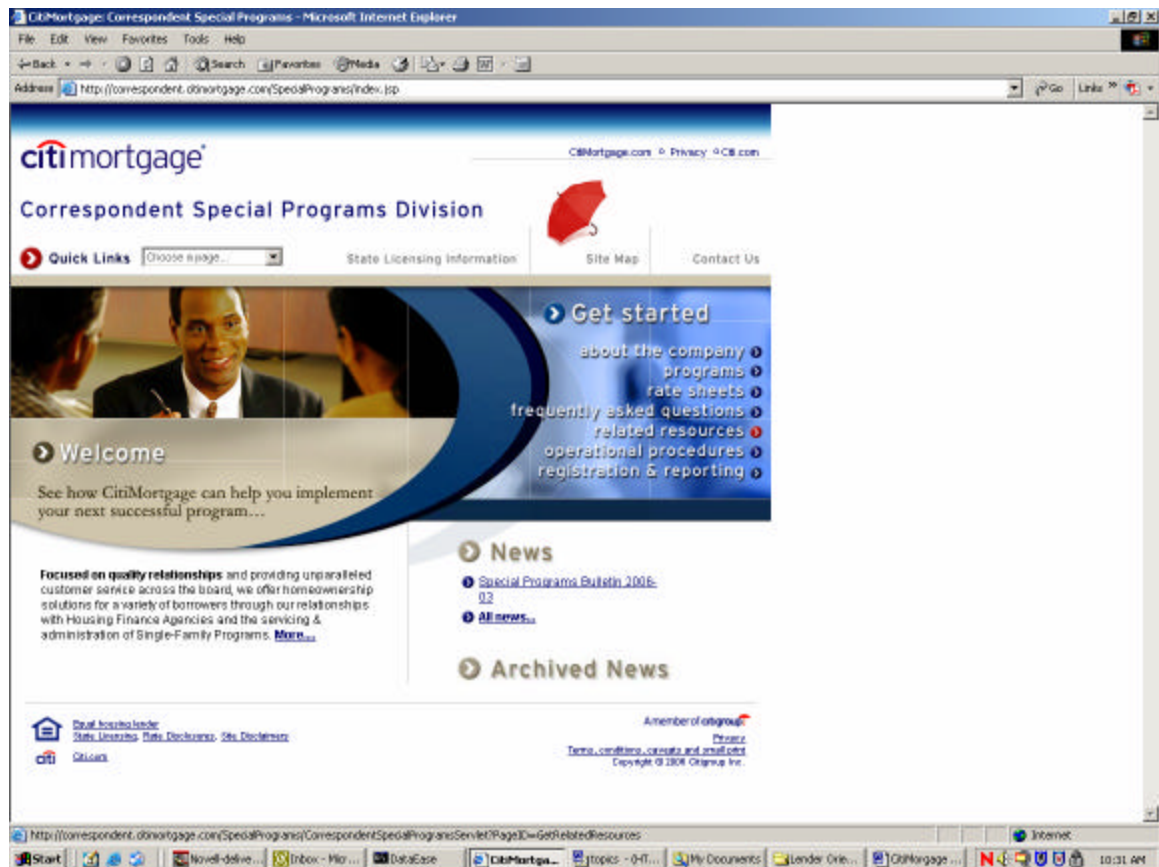 CitiMortgage: Correspondent Special Programs - Microsoft Internet Explorer
File Edit View Favorites Tools Help
Back Search Favorites Media
Address http://correspondent.citimortgage.com/SpecialPrograms/index.jsp Go Links »
citimortgage
CitiMortgage.com Privacy Citi.com
Correspondent Special Programs Division
Quick Links Choose a page... State Licensing Information Site Map Contact Us
Get started
about the company
programs
rate sheets
frequently asked questions
related resources
operational procedures
registration & reporting
Welcome
See how CitiMortgage can help you implement
your next successful program...
News
Special Programs Bulletin 2006-
03
All news...
Focused on quality relationships and providing unparalleled
customer service across the board, we offer homeownership
solutions for a variety of borrowers through our relationships
with Housing Finance Agencies and the servicing &
administration of Single-Family Programs. More...
Archived News
Equal housing lender
State Licensing, Rate Disclosures, Site Disclaimers
citi Citi.com
A member of citigroup
Privacy
Terms, conditions, caveats and small print
Copyright © 2006 Citigroup Inc.
http://correspondent.citimortgage.com/SpecialPrograms/CorrespondentSpecialProgramsServlet?PageID=GetRelatedResources
Internet
Start Novell-delive... Inbox - Micr... DataEase CitiMortga... jtopics - (HT... My Documents Lender Orie... CitiMorgage ... 10:31 AM